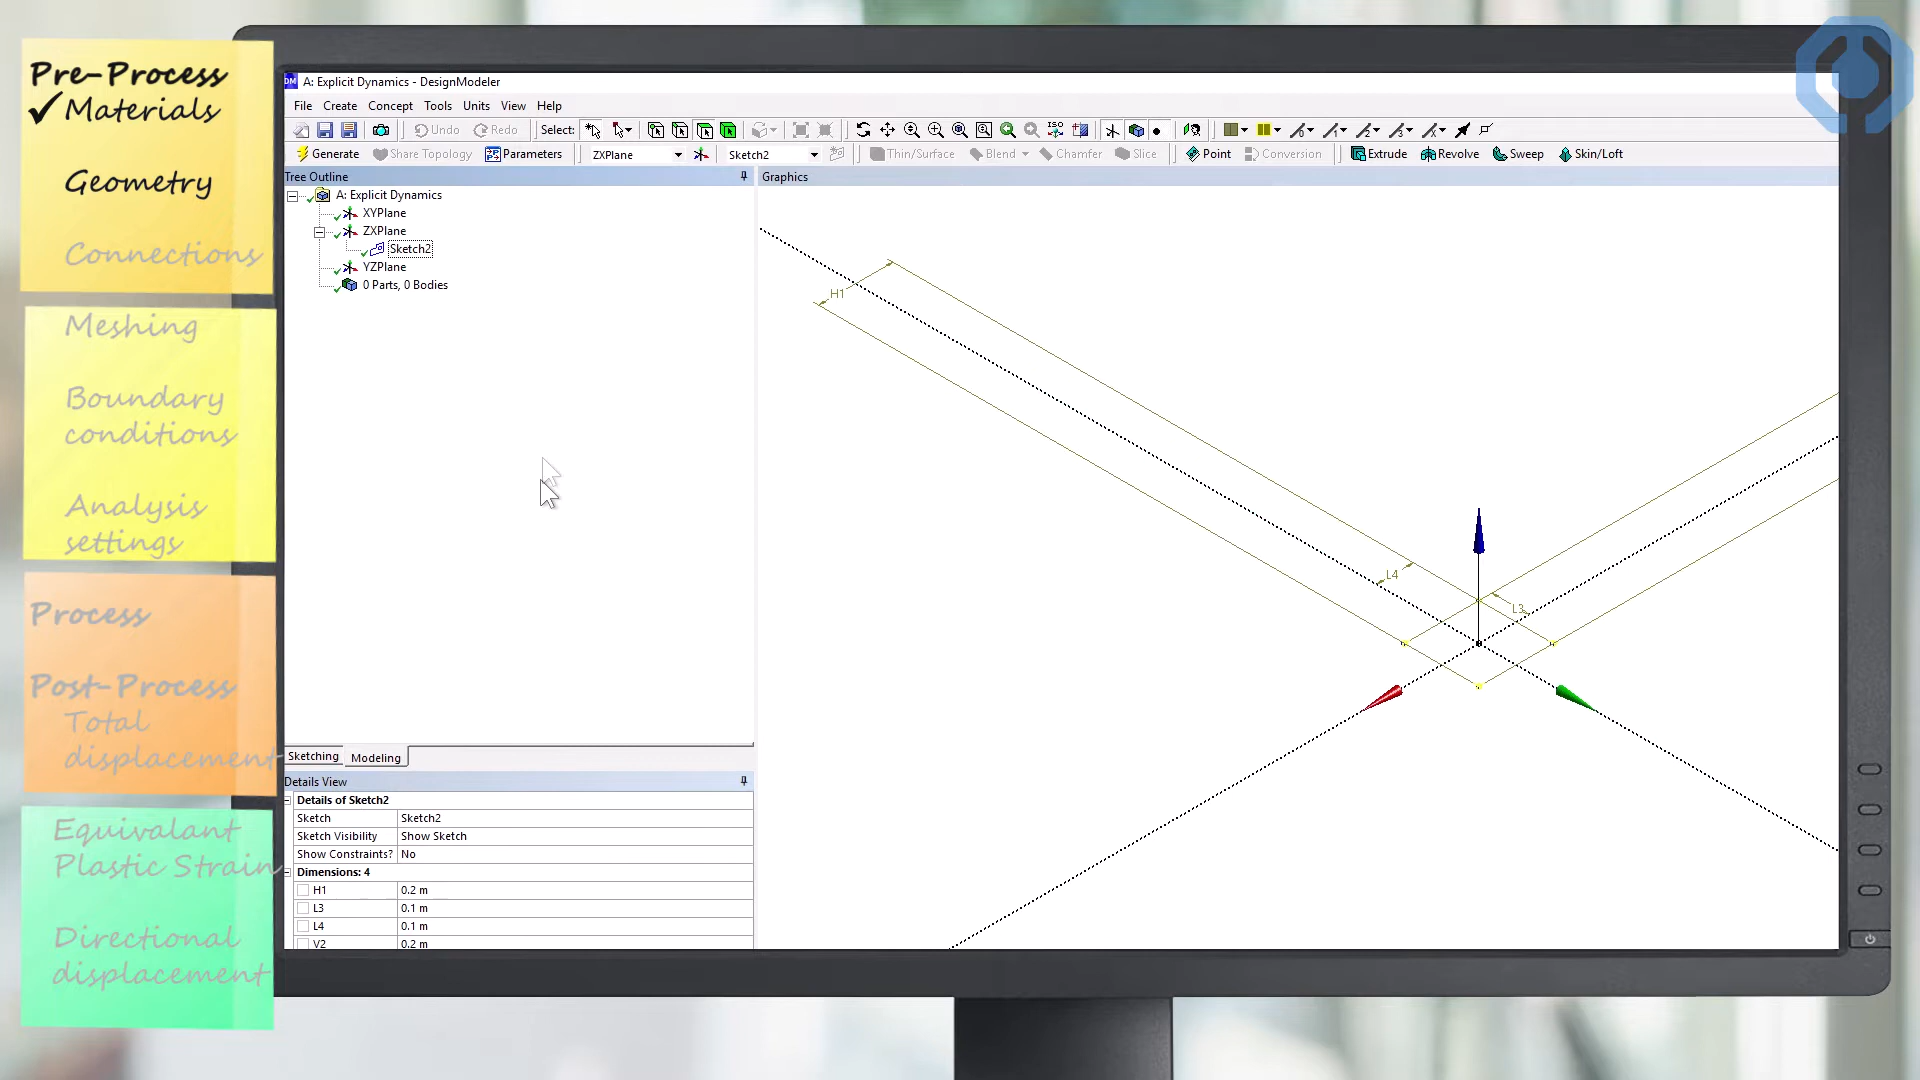 Pre-Process
✓Materials
Geometry
Connections
Meshing
Boundary
conditions
Analysis
settings
Process
Post-Process
Total
displacement
Equivalant
Plastic Strain
Directional
displacement
DM A: Explicit Dynamics - DesignModeler
File Create Concept Tools Units View Help
Undo Redo Select: ISO
Generate Share Topology Parameters ZXPlane Sketch2 Thin/Surface Blend Chamfer Slice Point Conversion Extrude Revolve Sweep Skin/Loft
Tree Outline
A: Explicit Dynamics
XYPlane
ZXPlane
Sketch2
YZPlane
0 Parts, 0 Bodies
Sketching Modeling
Details View
Details of Sketch2
Sketch Sketch2
Sketch Visibility Show Sketch
Show Constraints? No
Dimensions: 4
H1 0.2 m
L3 0.1 m
L4 0.1 m
V2 0.2 m
Graphics
H1
L4
L3